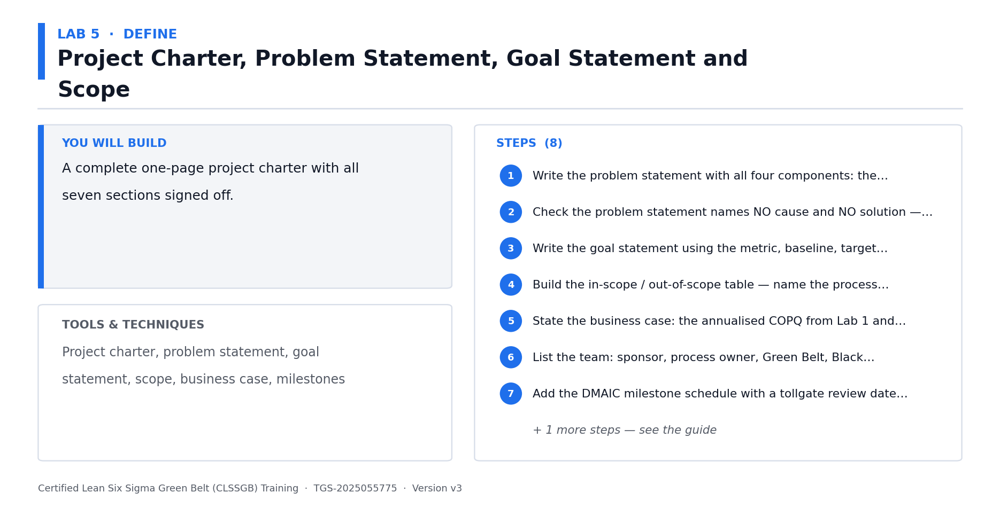 LAB 5 · DEFINE
Project Charter, Problem Statement, Goal Statement and
Scope
YOU WILL BUILD
A complete one-page project charter with all
seven sections signed off.
TOOLS & TECHNIQUES
Project charter, problem statement, goal
statement, scope, business case, milestones
STEPS (8)
1 Write the problem statement with all four components: the…
2 Check the problem statement names NO cause and NO solution —…
3 Write the goal statement using the metric, baseline, target…
4 Build the in-scope / out-of-scope table — name the process…
5 State the business case: the annualised COPQ from Lab 1 and…
6 List the team: sponsor, process owner, Green Belt, Black…
7 Add the DMAIC milestone schedule with a tollgate review date…
+ 1 more steps — see the guide
Certified Lean Six Sigma Green Belt (CLSSGB) Training · TGS-2025055775 · Version v3